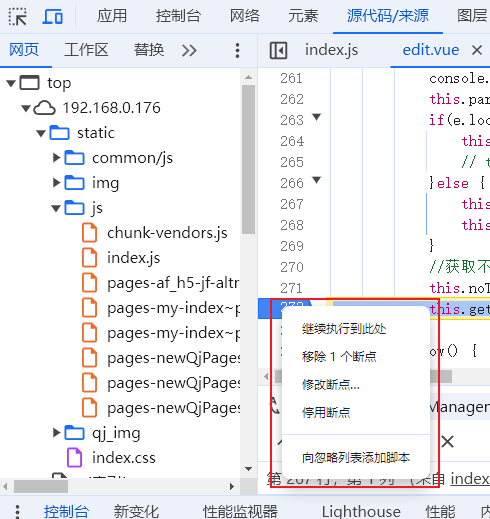 应用 控制台 网络 元素 源代码/来源 图层
网页 工作区 替换
index.js edit.vue
top
192.168.0.176
static
common/js
img
js
chunk-vendors.js
index.js
pages-af_h5-jf-altr
pages-my-index~p
pages-my-index~p
pages-newQjPages
pages-newQjPages
pages-newQjPages
qj_img
index.css
261 console.
262 this.par
263 if(e.loc
264 this
265 // t
266 }else {
267 this
268 this
269 }
270 //获取不
271 this.noT
272 this.get
ow() {
继续执行到此处
移除 1 个断点
修改断点...
停用断点
向忽略列表添加脚本
Manager
第 267 行，第 1 列 （来自 index
控制台 新变化 性能监视器 Cookie 性能 内